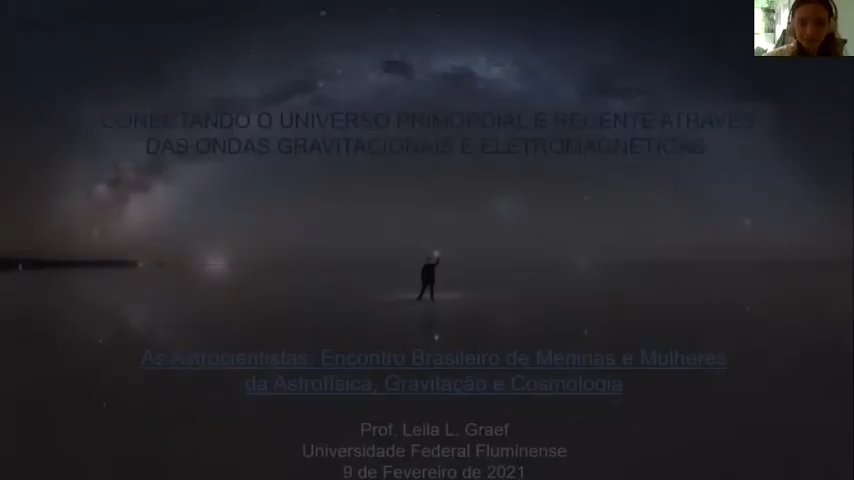 CONECTANDO O UNIVERSO PRIMORDIAL E RECENTE ATRAVÉS
DAS ONDAS GRAVITACIONAIS E ELETROMAGNÉTICAS
As Astrocientistas: Encontro Brasileiro de Meninas e Mulheres
da Astrofísica, Gravitação e Cosmologia
Prof. Leila L. Graef
Universidade Federal Fluminense
9 de Fevereiro de 2021